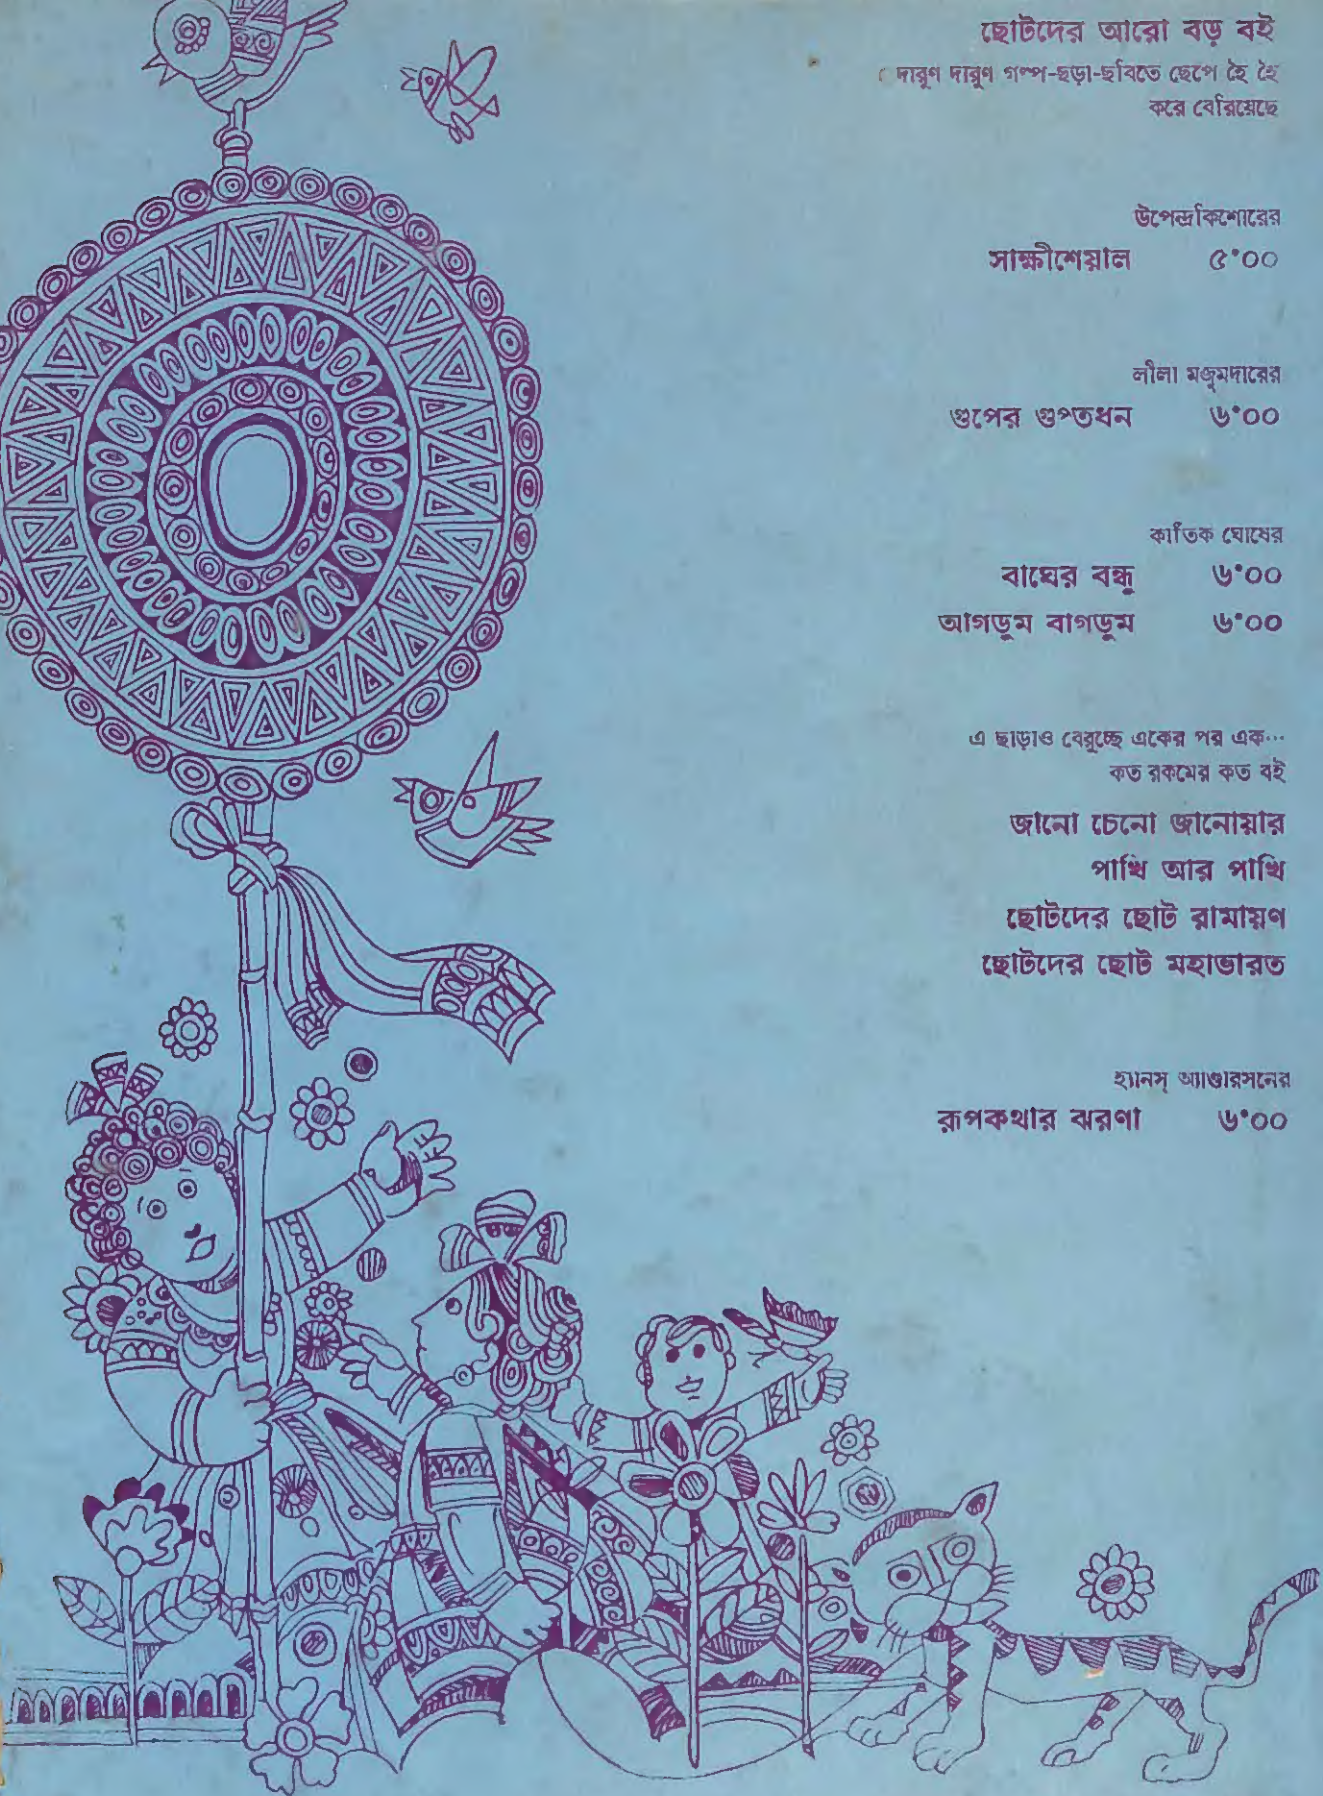 ছোটদের আরো বড় বই
দারুণ দারুণ গল্প-ছড়া-ছবিতে ছেপে হৈ হৈ
করে বেরিয়েছে
উপেন্দ্রকিশোরের
সাক্ষীশেয়াল ৫·০০
লীলা মজুমদারের
গুপের গুপ্তধন ৬·০০
কার্তিক ঘোষের
বাঘের বন্ধু ৬·০০
আগডুম বাগডুম ৬·০০
এ ছাড়াও বেরুচ্ছে একের পর এক...
কত রকমের কত বই
জানো চেনো জানোয়ার
পাখি আর পাখি
ছোটদের ছোট রামায়ণ
ছোটদের ছোট মহাভারত
হ্যানস্ অ্যাণ্ডারসনের
রূপকথার ঝরণা ৬·০০